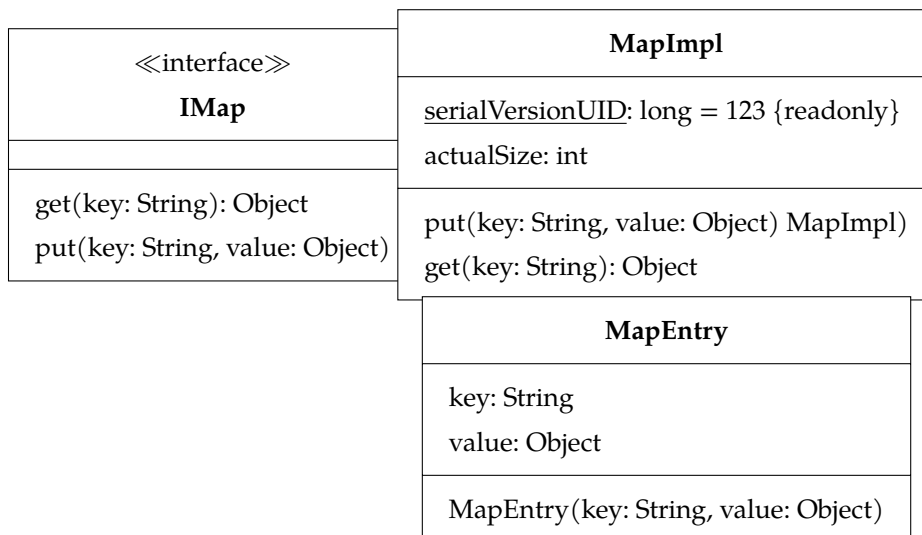 ≪interface≫
IMap
get(key: String): Object
put(key: String, value: Object)
MapImpl
serialVersionUID: long = 123 {readonly}
actualSize: int
put(key: String, value: Object) MapImpl)
get(key: String): Object
MapEntry
key: String
value: Object
MapEntry(key: String, value: Object)